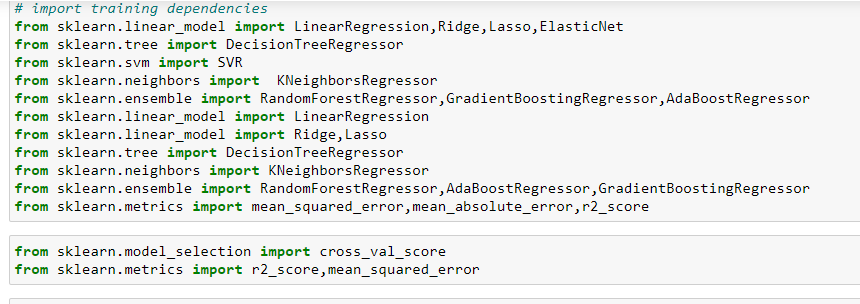 # import training dependencies
from sklearn.linear_model import LinearRegression,Ridge,Lasso,ElasticNet
from sklearn.tree import DecisionTreeRegressor
from sklearn.svm import SVR
from sklearn.neighbors import  KNeighborsRegressor
from sklearn.ensemble import RandomForestRegressor,GradientBoostingRegressor,AdaBoostRegressor
from sklearn.linear_model import LinearRegression
from sklearn.linear_model import Ridge,Lasso
from sklearn.tree import DecisionTreeRegressor
from sklearn.neighbors import KNeighborsRegressor
from sklearn.ensemble import RandomForestRegressor,AdaBoostRegressor,GradientBoostingRegressor
from sklearn.metrics import mean_squared_error,mean_absolute_error,r2_score
from sklearn.model_selection import cross_val_score
from sklearn.metrics import r2_score,mean_squared_error